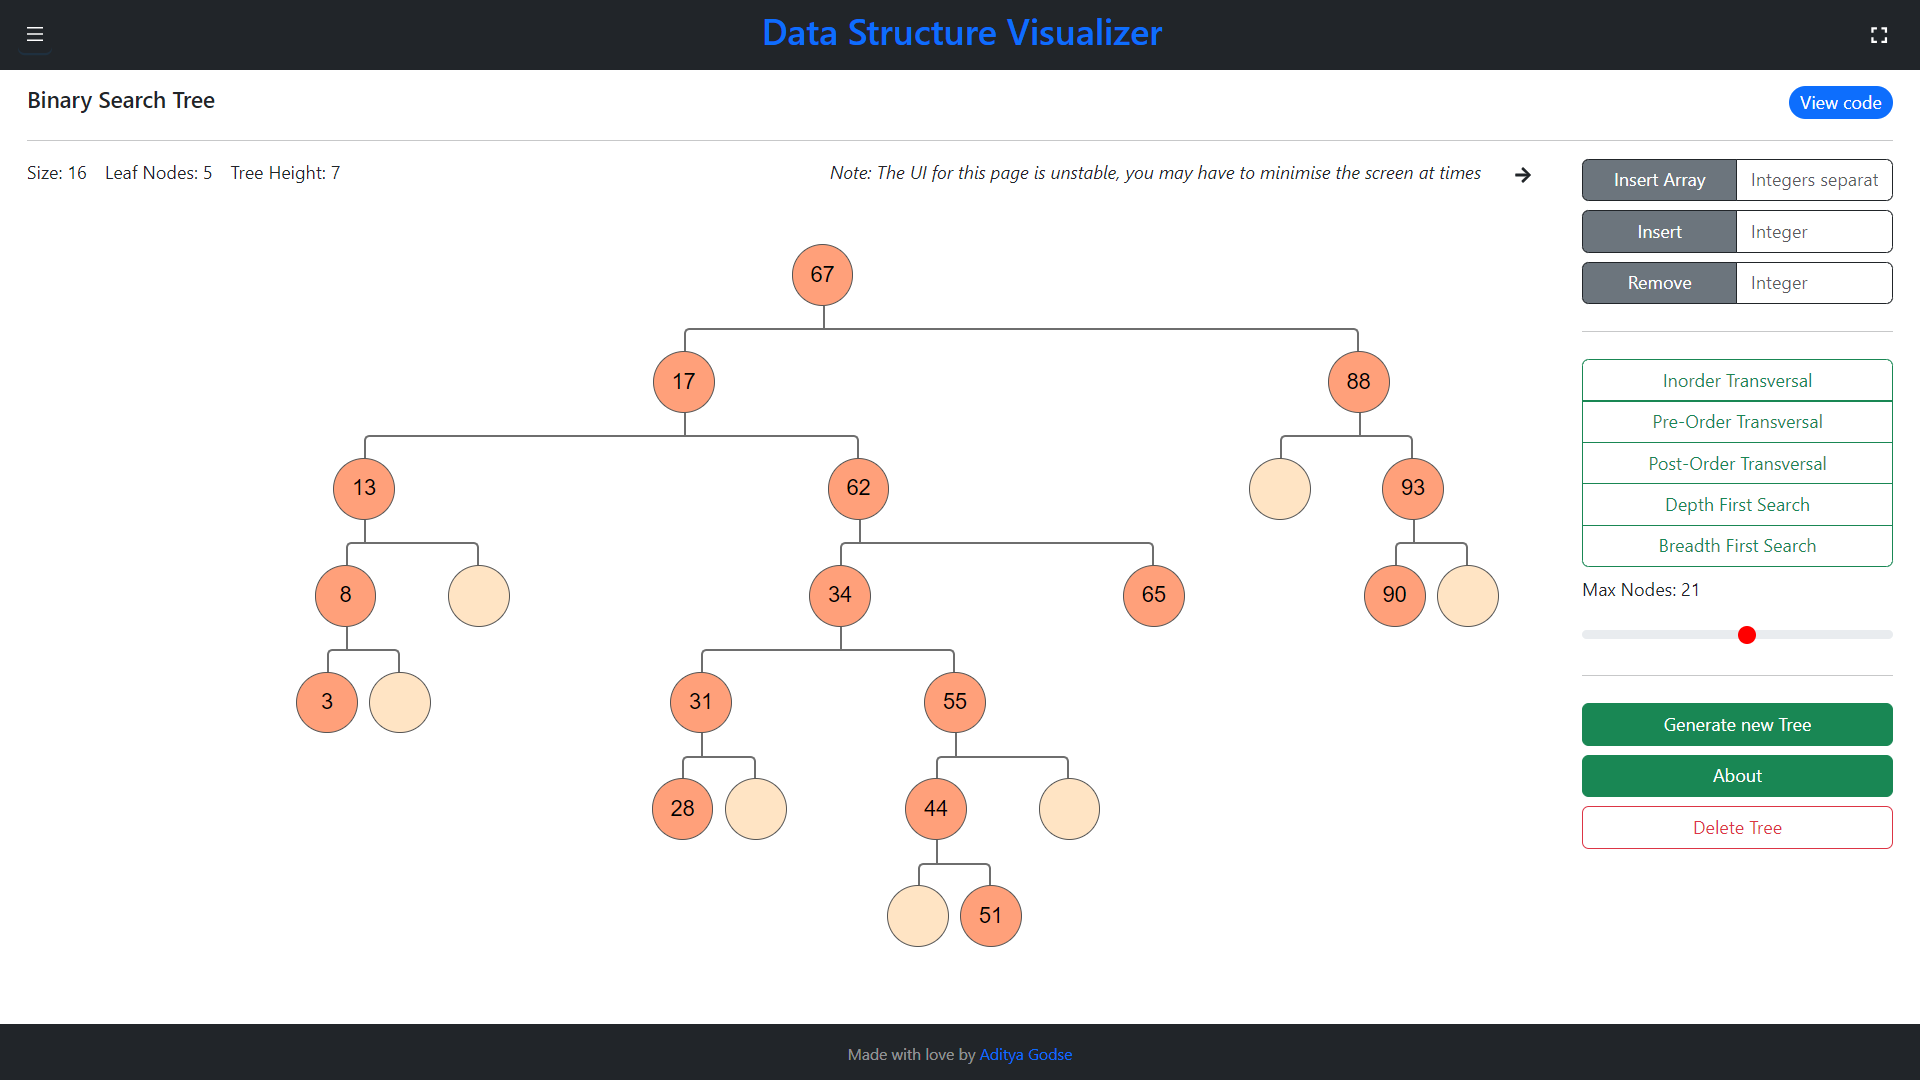 Data Structure Visualizer
Binary Search Tree
View code
Size: 16 Leaf Nodes: 5 Tree Height: 7
Note: The UI for this page is unstable, you may have to minimise the screen at times
Insert Array Integers separat
Insert Integer
Remove Integer
67
17 88
13 62 93
8 34 65 90
3 31 55
28 44
51
Inorder Transversal
Pre-Order Transversal
Post-Order Transversal
Depth First Search
Breadth First Search
Max Nodes: 21
Generate new Tree
About
Delete Tree
Made with love by Aditya Godse